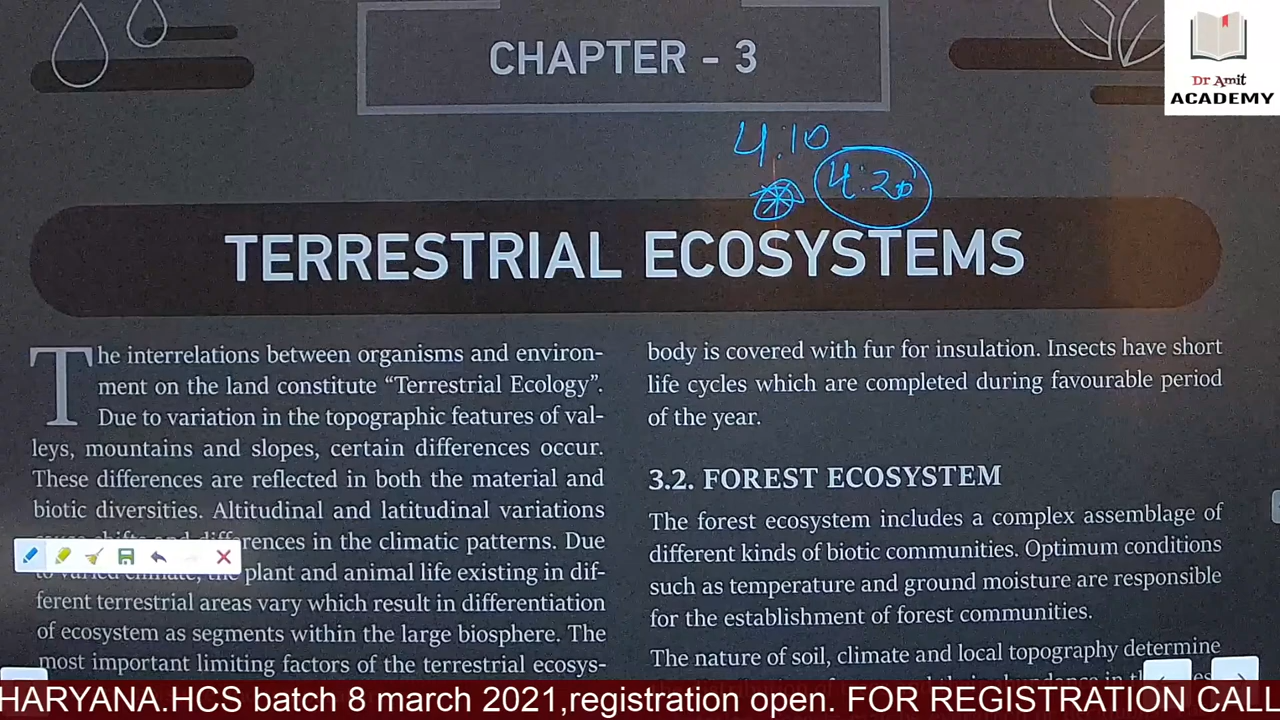 CHAPTER - 3
Dr Amit
ACADEMY
4:10
4:20
TERRESTRIAL ECOSYSTEMS
The interrelations between organisms and environ-
ment on the land constitute “Terrestrial Ecology”.
Due to variation in the topographic features of val-
leys, mountains and slopes, certain differences occur.
These differences are reflected in both the material and
biotic diversities. Altitudinal and latitudinal variations
differences in the climatic patterns. Due
the plant and animal life existing in dif-
ferent terrestrial areas vary which result in differentiation
of ecosystem as segments within the large biosphere. The
most important limiting factors of the terrestrial ecosys-
body is covered with fur for insulation. Insects have short
life cycles which are completed during favourable period
of the year.
3.2. FOREST ECOSYSTEM
The forest ecosystem includes a complex assemblage of
different kinds of biotic communities. Optimum conditions
such as temperature and ground moisture are responsible
for the establishment of forest communities.
The nature of soil, climate and local topography determine
HARYANA.HCS batch 8 march 2021,registration open. FOR REGISTRATION CALL